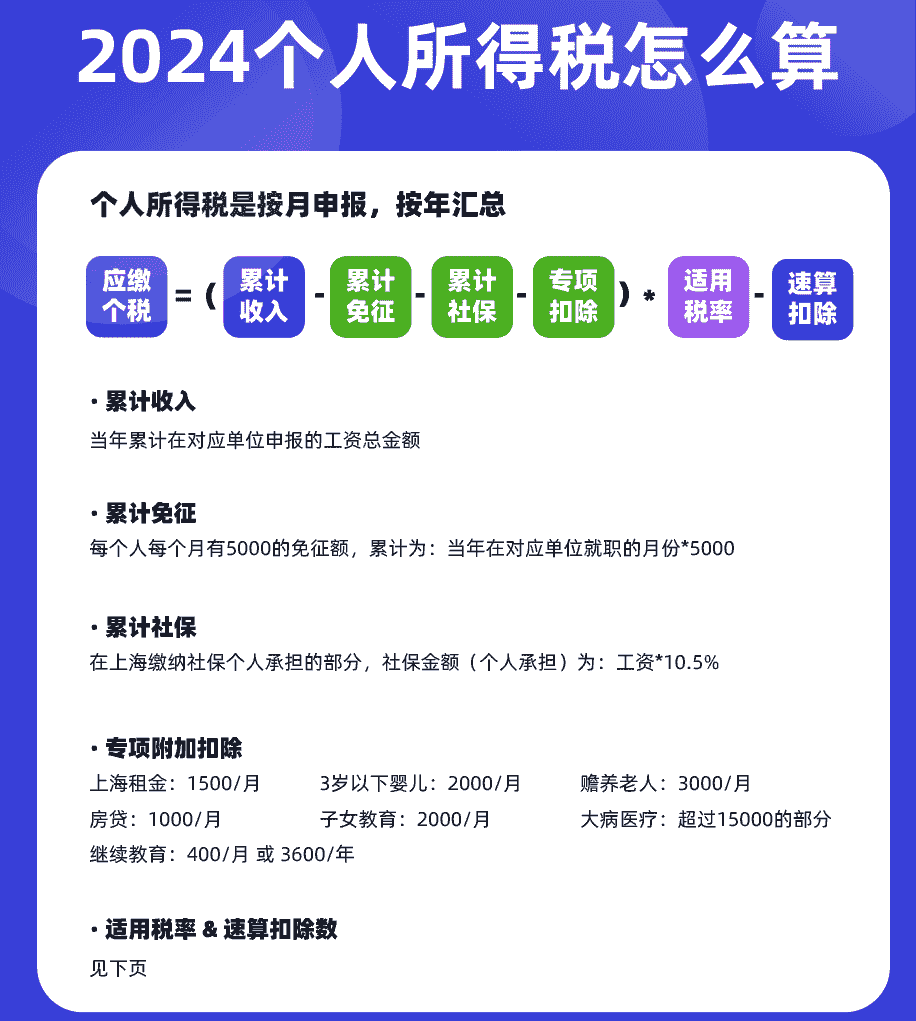 2024个人所得税怎么算
个人所得税是按月申报，按年汇总
应缴个税 = ( 累计收入 - 累计免征 - 累计社保 - 专项扣除 ) * 适用税率 - 速算扣除
· 累计收入
当年累计在对应单位申报的工资总金额
· 累计免征
每个人每个月有5000的免征额，累计为：当年在对应单位就职的月份*5000
· 累计社保
在上海缴纳社保个人承担的部分，社保金额（个人承担）为：工资*10.5%
· 专项附加扣除
上海租金：1500/月 3岁以下婴儿：2000/月 赡养老人：3000/月
房贷：1000/月 子女教育：2000/月 大病医疗：超过15000的部分
继续教育：400/月 或 3600/年
· 适用税率 & 速算扣除数
见下页